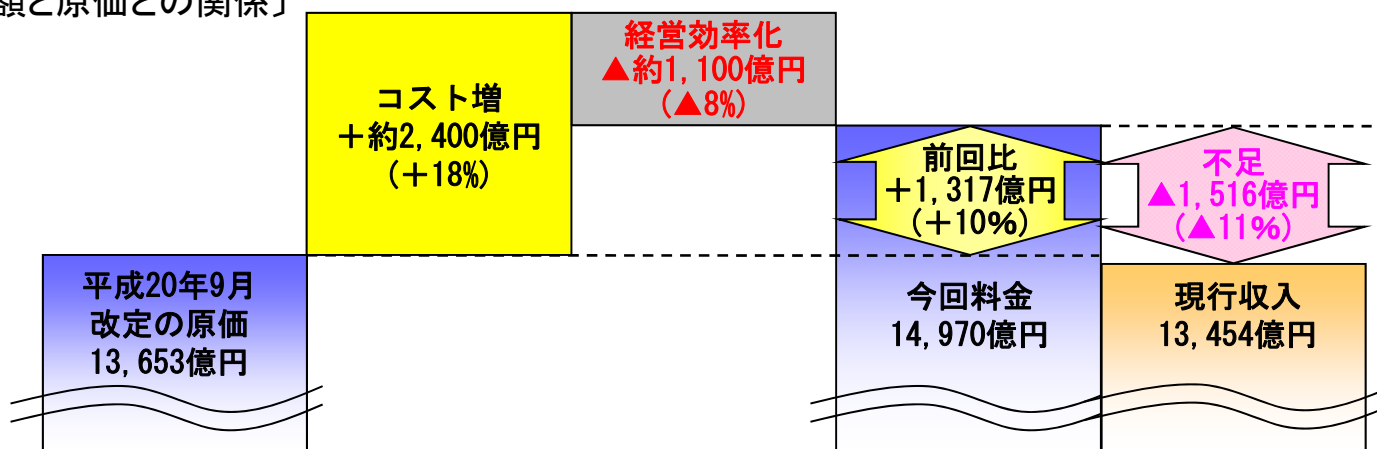 額と原価との関係〕
経営効率化
▲約1,100億円
(▲8%)
コスト増
＋約2,400億円
(＋18%)
前回比
＋1,317億円
(＋10%)
不足
▲1,516億円
(▲11%)
平成20年9月
改定の原価
13,653億円
今回料金
14,970億円
現行収入
13,454億円